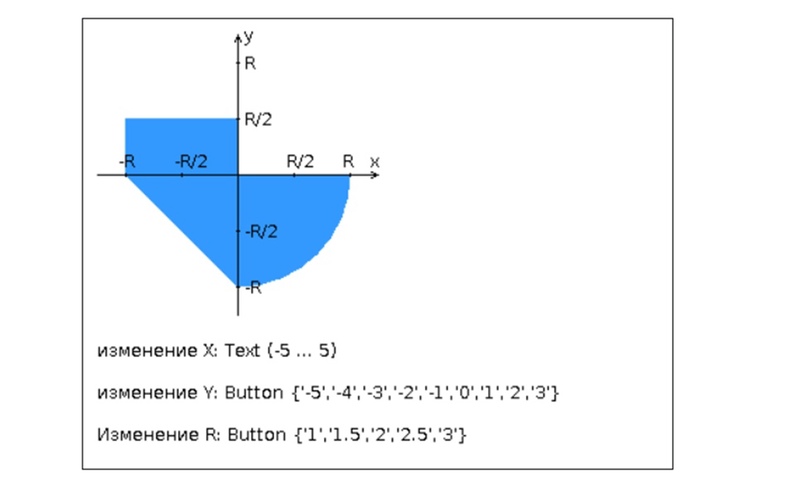 y
R
R/2
-R -R/2 R/2 R x
-R/2
-R
изменение X: Text (-5 ... 5)
изменение Y: Button {'-5','-4','-3','-2','-1','0','1','2','3'}
Изменение R: Button {'1','1.5','2','2.5','3'}